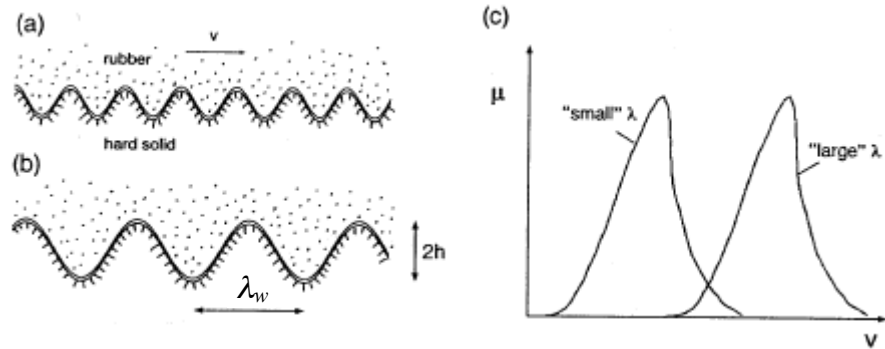 (a)
v
rubber
hard solid
(b)
2h
λw
(c)
μ
"small" λ
"large" λ
v